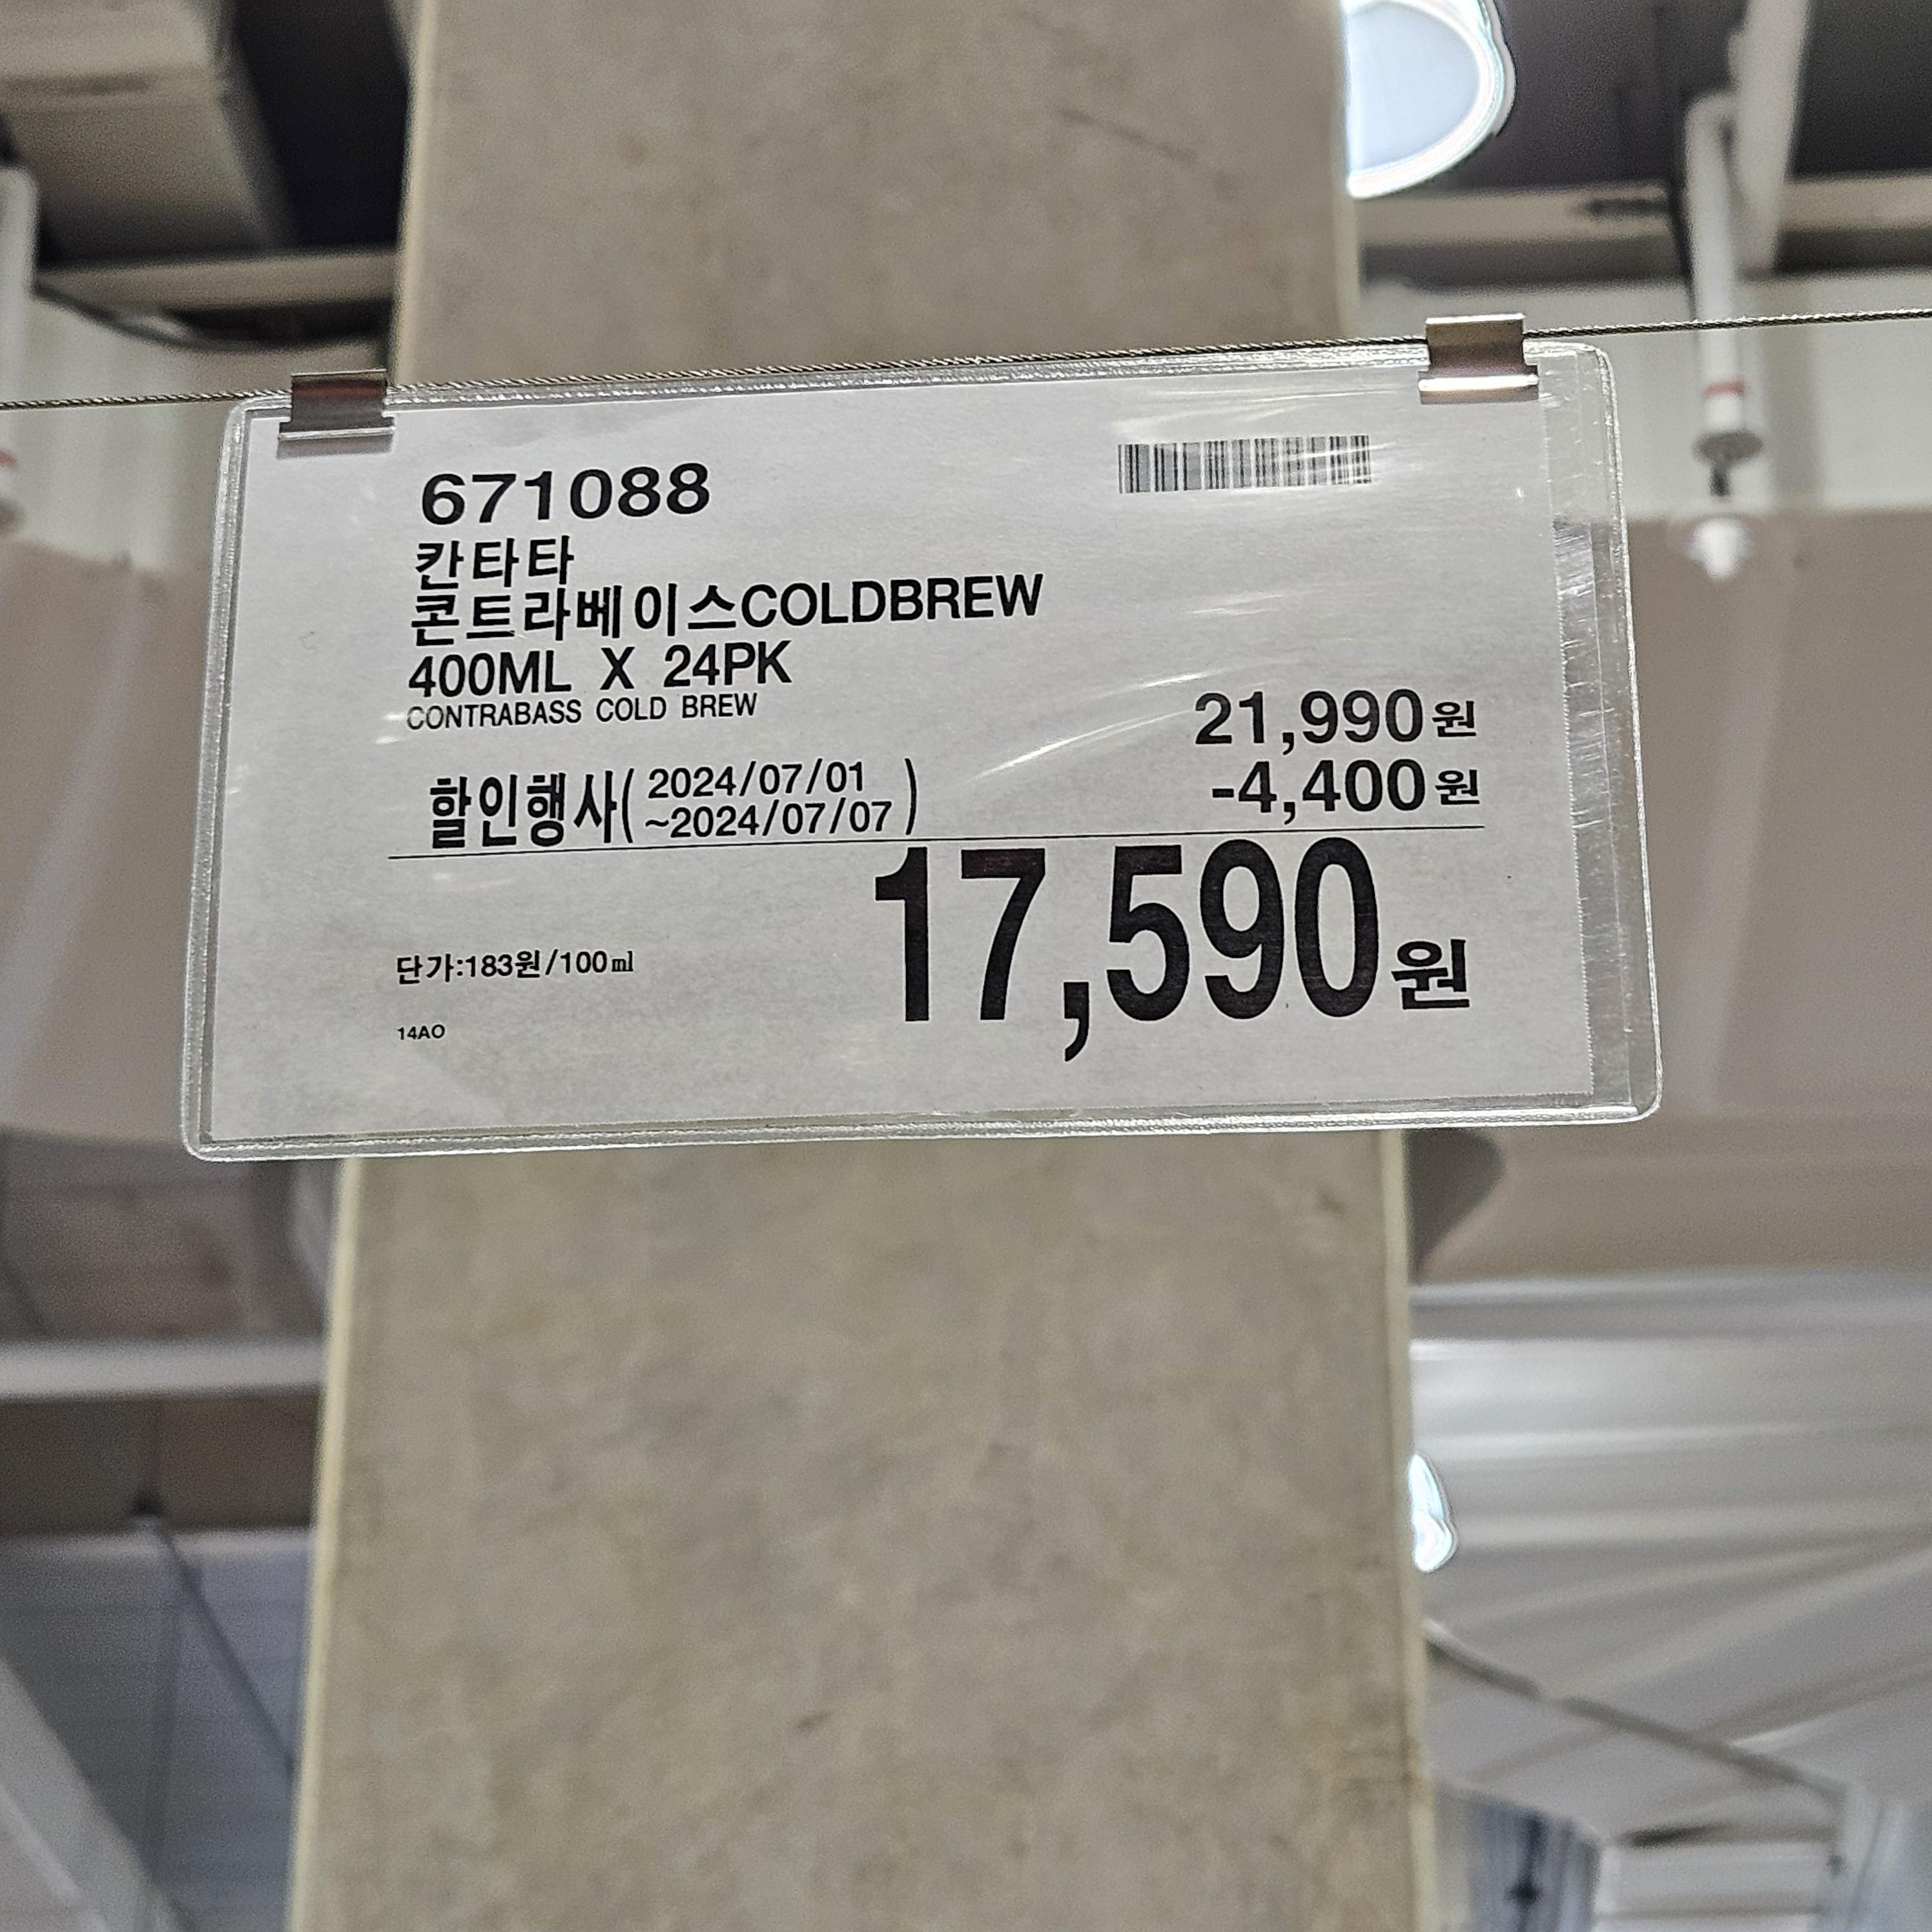 671088
칸타타
콘트라베이스COLDBREW
400ML X 24PK
CONTRABASS COLD BREW
21,990원
할인행사( 2024/07/01 ~2024/07/07 )
-4,400원
17,590원
단가:183원/100㎖
14AO